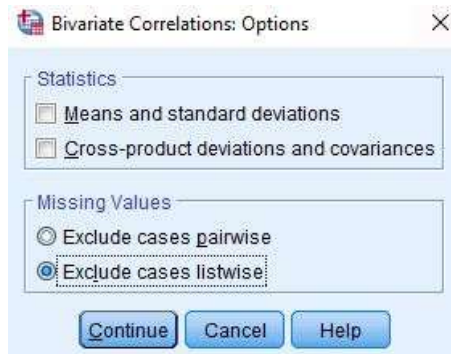 Bivariate Correlations: Options
Statistics
Means and standard deviations
Cross-product deviations and covariances
Missing Values
Exclude cases pairwise
Exclude cases listwise
Continue Cancel Help